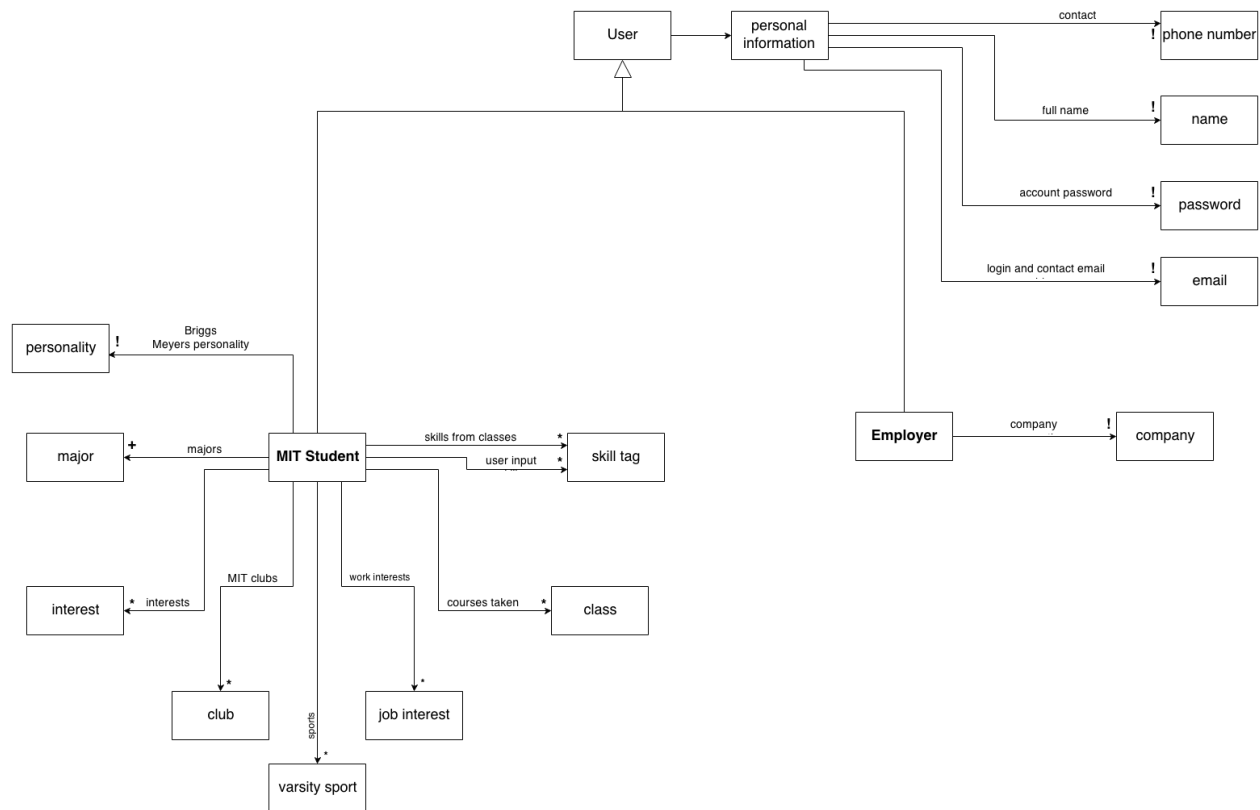 User
personal
information
contact
!
phone number
full name
!
name
account password
!
password
login and contact email
!
email
personality
!
Briggs
Meyers personality
major
+
majors
MIT Student
skills from classes
*
user input
*
skill tag
Employer
company
!
company
interest
*
interests
MIT clubs
*
club
work interests
*
job interest
courses taken
*
class
sports
*
varsity sport